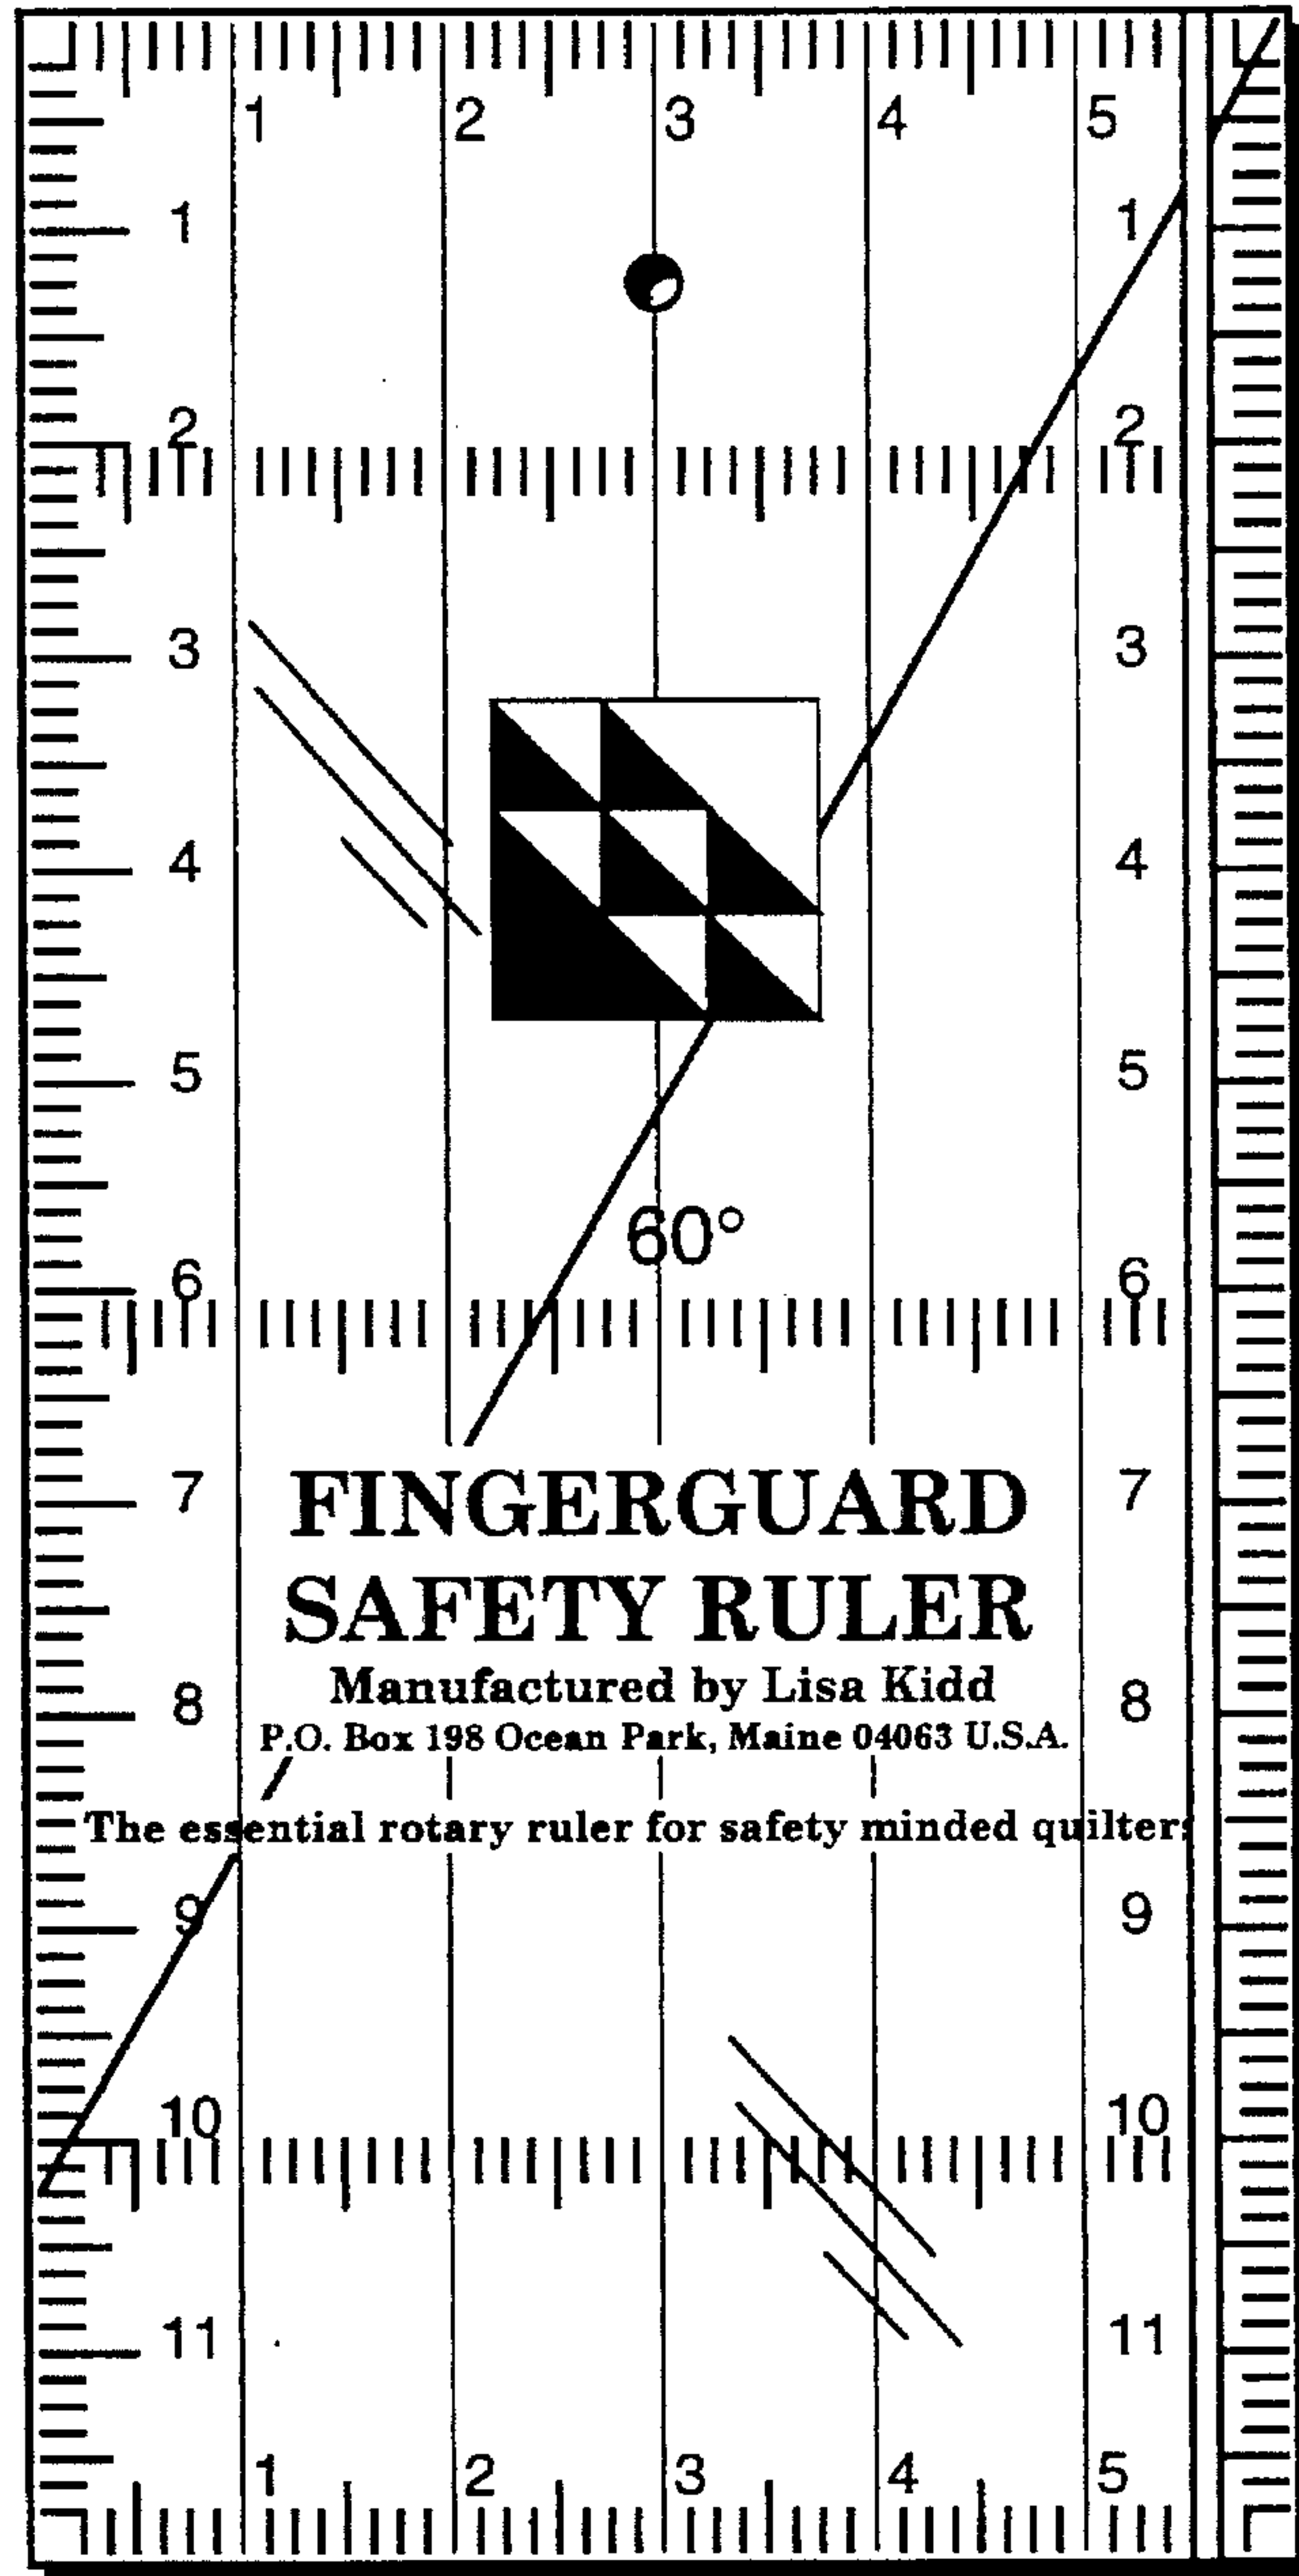 1 2 3 4 5
1 1
2 2
3 3
4 4
5 5
60°
6 6
7 7
FINGERGUARD
SAFETY RULER
Manufactured by Lisa Kidd
8 8
P.O. Box 198 Ocean Park, Maine 04063 U.S.A.
The essential rotary ruler for safety minded quilters
9 9
10 10
11 11
1 2 3 4 5